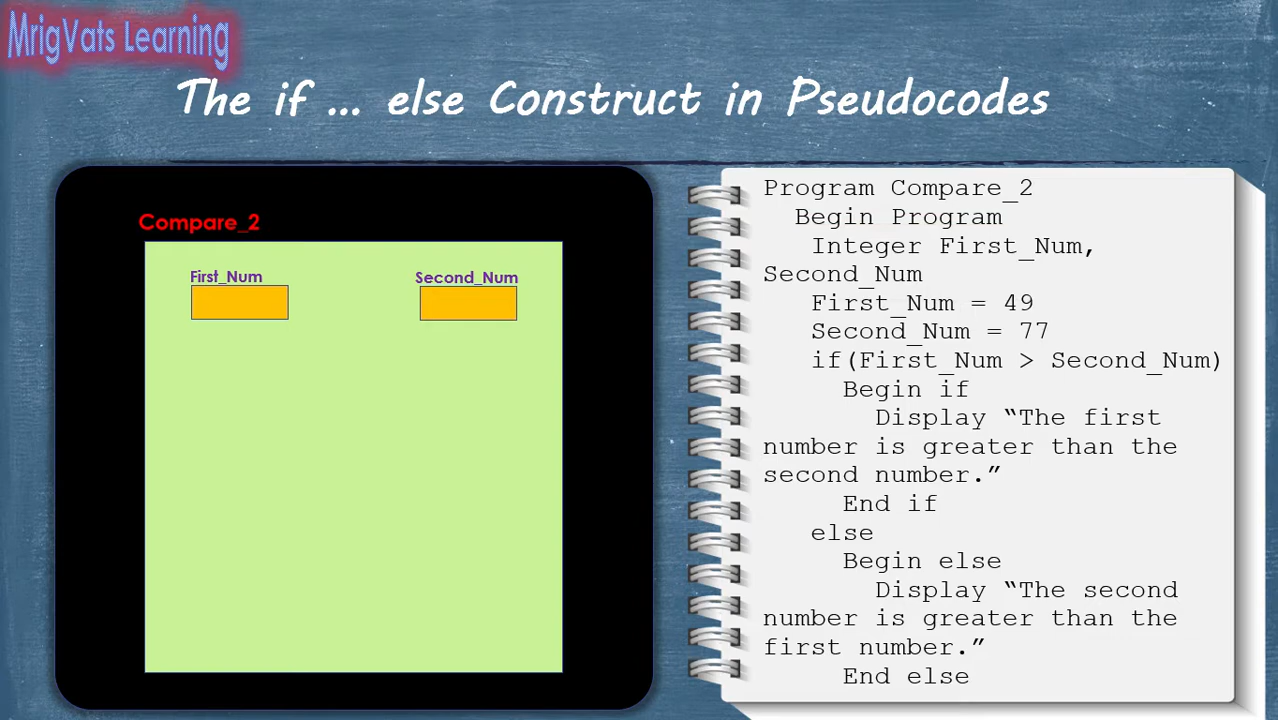 MrigVats Learning
The if ... else Construct in Pseudocodes
Compare_2
First_Num
Second_Num
Program Compare_2
Begin Program
Integer First_Num,
Second_Num
First_Num = 49
Second_Num = 77
if(First_Num > Second_Num)
Begin if
Display “The first
number is greater than the
second number.”
End if
else
Begin else
Display “The second
number is greater than the
first number.”
End else